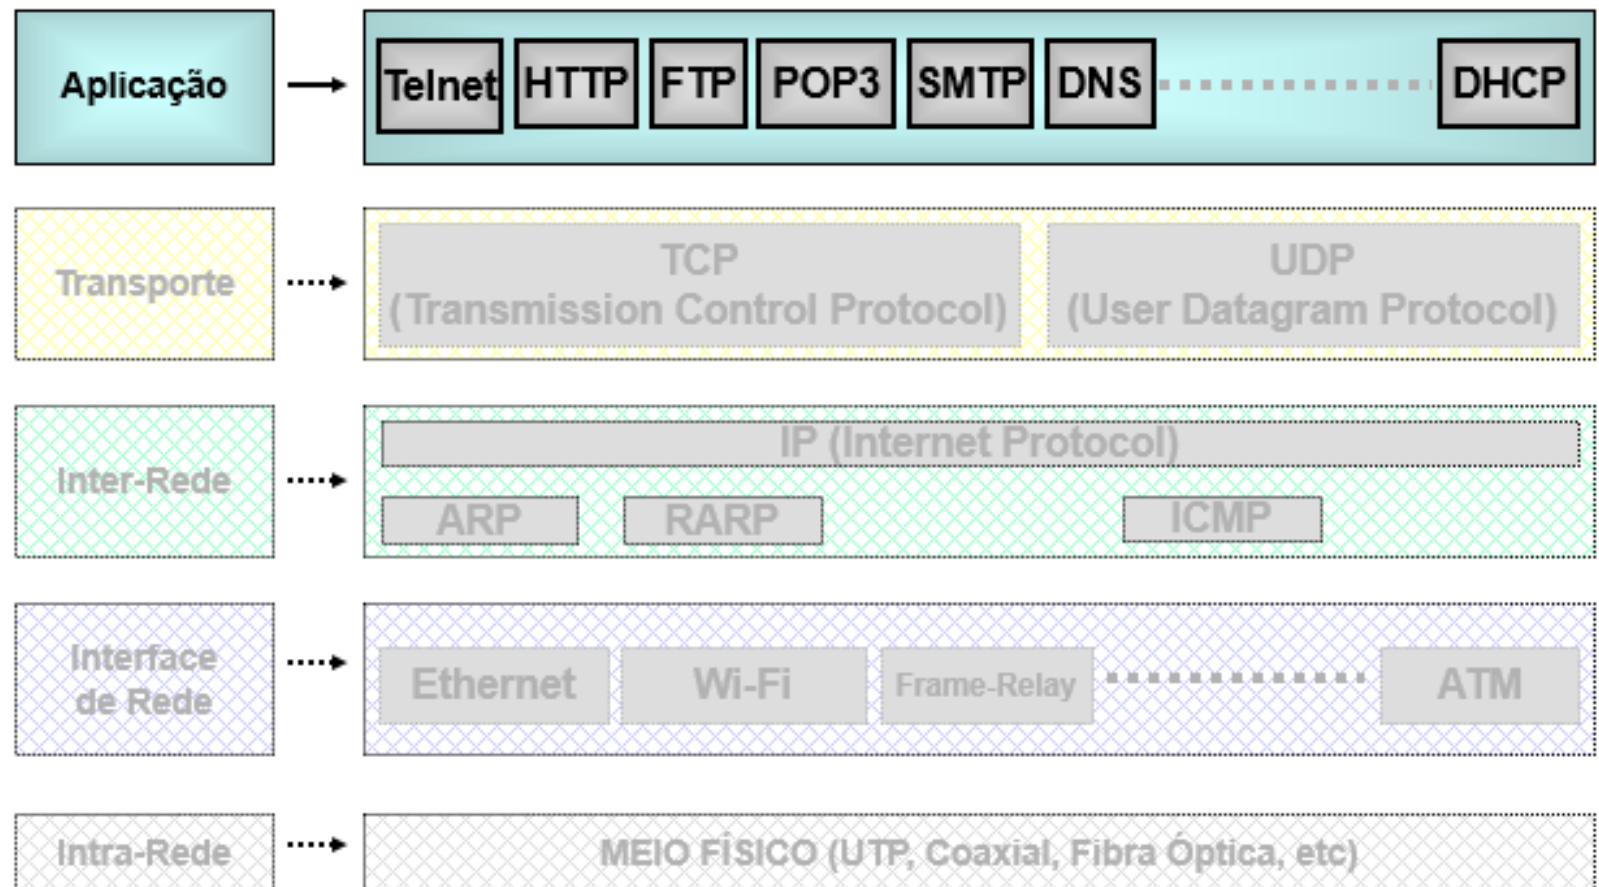 Aplicação
Telnet HTTP FTP POP3 SMTP DNS DHCP
Transporte
TCP
(Transmission Control Protocol)
UDP
(User Datagram Protocol)
Inter-Rede
IP (Internet Protocol)
ARP RARP ICMP
Interface
de Rede
Ethernet Wi-Fi Frame-Relay ATM
Intra-Rede
MEIO FÍSICO (UTP, Coaxial, Fibra Óptica, etc)